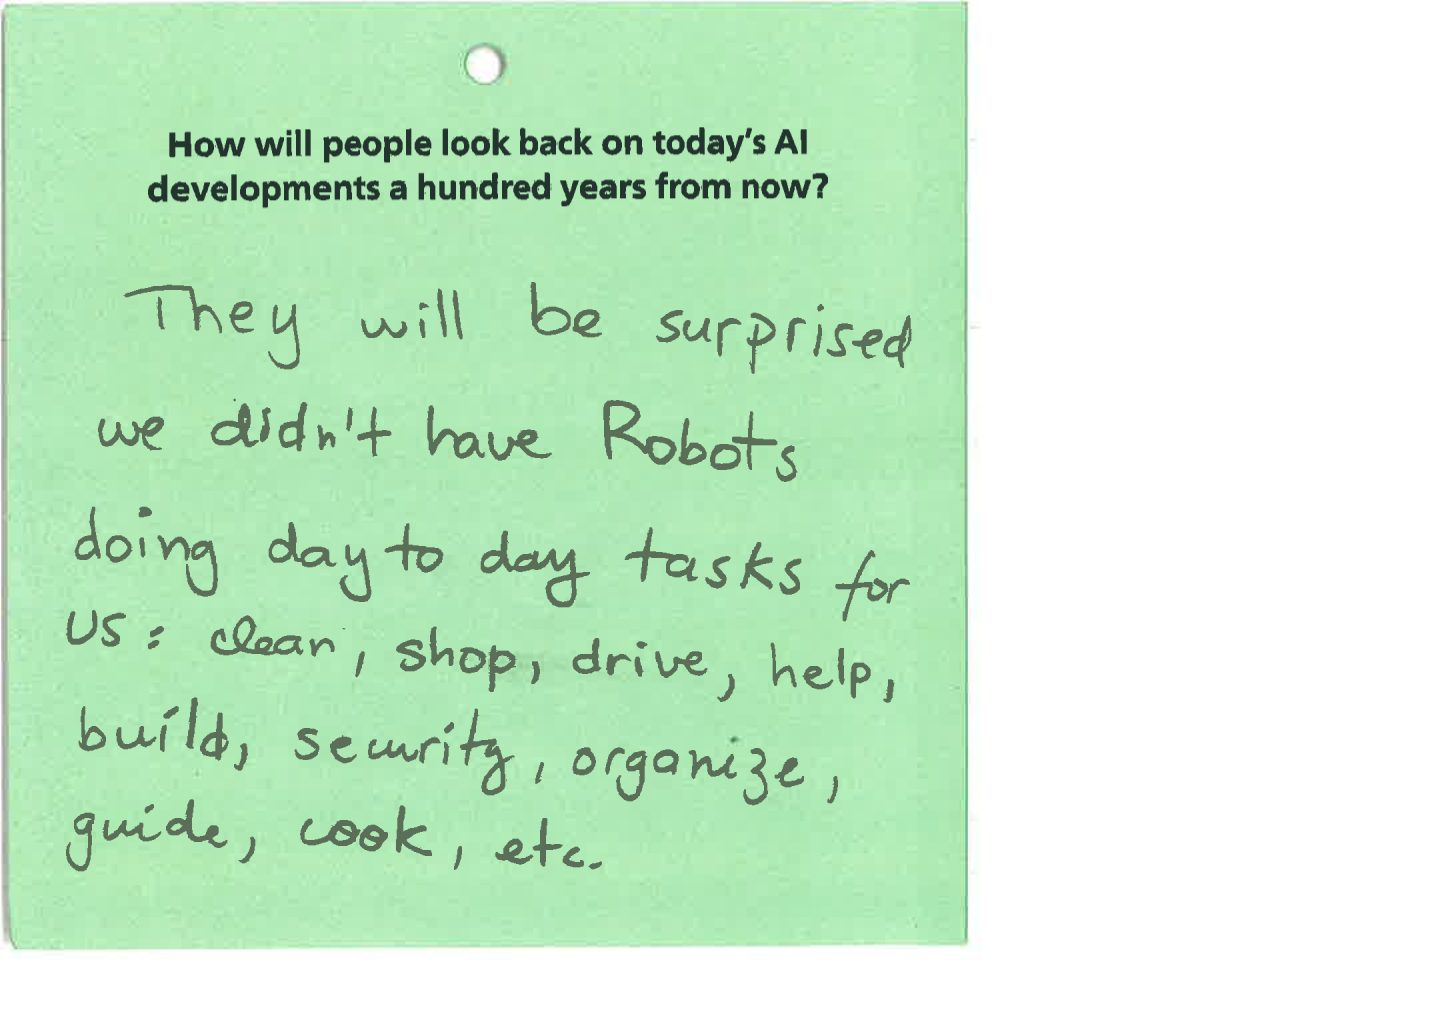 How will people look back on today's AI
developments a hundred years from now?
They will be surprised
we didn't have Robots
doing day to day tasks for
us: clean, shop, drive, help,
build, security, organize,
guide, cook, etc.